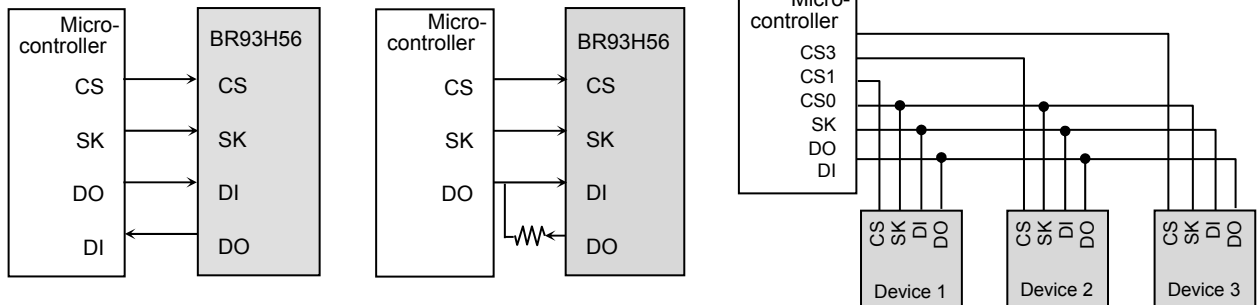 Micro-
controller
CS
SK
DO
DI
BR93H56
CS
SK
DI
DO
Micro-
controller
CS
SK
DO
BR93H56
CS
SK
DI
DO
Micro-
controller
CS3
CS1
CS0
SK
DO
DI
CS
SK
DI
DO
Device 1
CS
SK
DI
DO
Device 2
CS
SK
DI
DO
Device 3